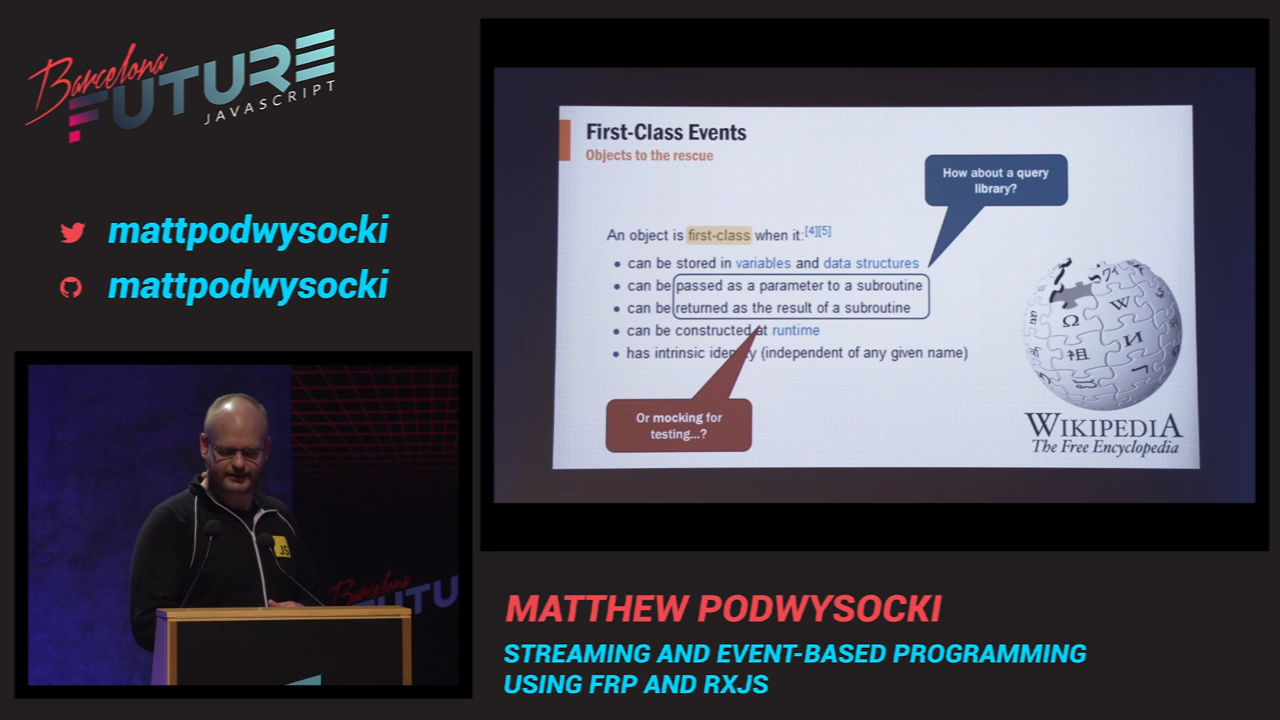 Barcelona
FUTURE
JAVASCRIPT
mattpodwysocki
mattpodwysocki
First-Class Events
Objects to the rescue
How about a query
library?
An object is first-class when it:[4][5]
• can be stored in variables and data structures
• can be passed as a parameter to a subroutine
• can be returned as the result of a subroutine
• can be constructed at runtime
• has intrinsic identity (independent of any given name)
Or mocking for
testing...?
Ω
W
И
祖
WIKIPEDIA
The Free Encyclopedia
JS
Barcelona
FUTU
MATTHEW PODWYSOCKI
STREAMING AND EVENT-BASED PROGRAMMING
USING FRP AND RXJS